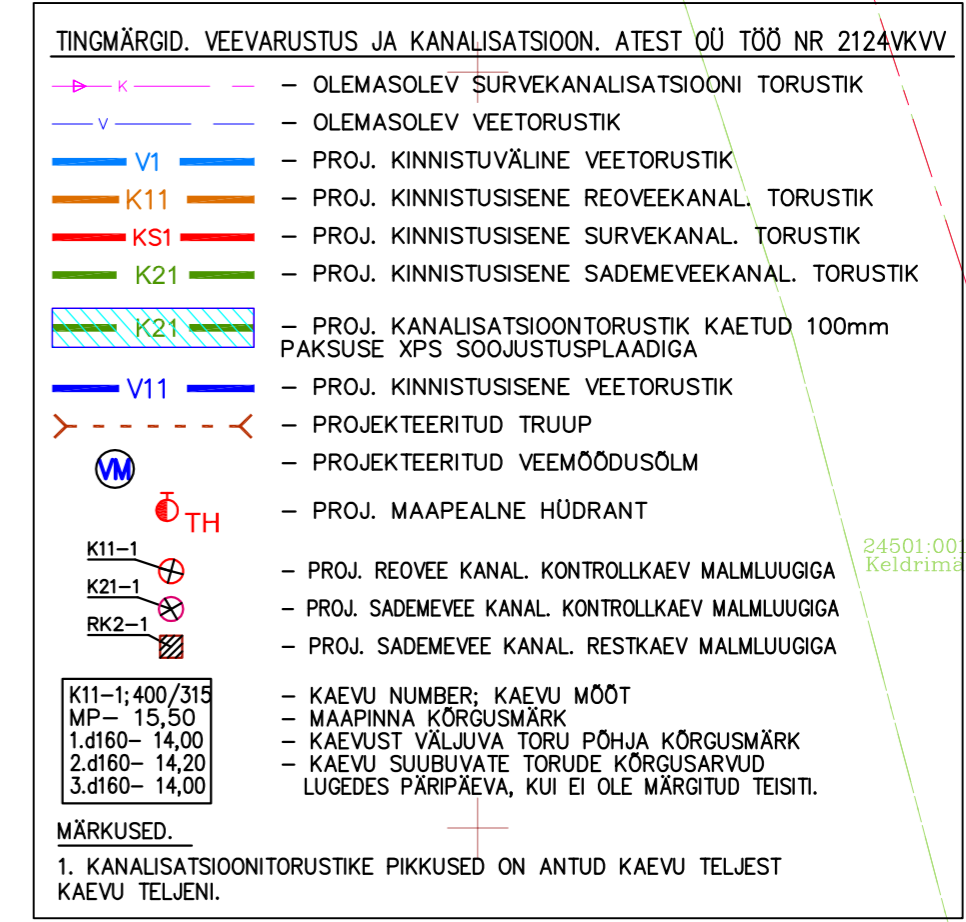 TINGMÄRGID. VEEVARUSTUS JA KANALISATSIOON. ATEST OÜ TÖÖ NR 2124VKVV
K – OLEMASOLEV SURVEKANALISATSIOONI TORUSTIK
V – OLEMASOLEV VEETORUSTIK
V1 – PROJ. KINNISTUVÄLINE VEETORUSTIK
K11 – PROJ. KINNISTUSISENE REOVEEKANAL. TORUSTIK
KS1 – PROJ. KINNISTUSISENE SURVEKANAL. TORUSTIK
K21 – PROJ. KINNISTUSISENE SADEMEVEEKANAL. TORUSTIK
K21 – PROJ. KANALISATSIOONTORUSTIK KAETUD 100mm
PAKSUSE XPS SOOJUSTUSPLAADIGA
V11 – PROJ. KINNISTUSISENE VEETORUSTIK
– PROJEKTEERITUD TRUUP
VM – PROJEKTEERITUD VEEMÕÕDUSÕLM
TH – PROJ. MAAPEALNE HÜDRANT
24501:001
Keldrimä
K11–1 – PROJ. REOVEE KANAL. KONTROLLKAEV MALMLUUGIGA
K21–1 – PROJ. SADEMEVEE KANAL. KONTROLLKAEV MALMLUUGIGA
RK2–1 – PROJ. SADEMEVEE KANAL. RESTKAEV MALMLUUGIGA
K11–1; 400/315 – KAEVU NUMBER; KAEVU MÕÕT
MP– 15,50 – MAAPINNA KÕRGUSMÄRK
1.d160– 14,00 – KAEVUST VÄLJUVA TORU PÕHJA KÕRGUSMÄRK
2.d160– 14,20 – KAEVU SUUBUVATE TORUDE KÕRGUSARVUD
3.d160– 14,00 LUGEDES PÄRIPÄEVA, KUI EI OLE MÄRGITUD TEISITI.
MÄRKUSED.
1. KANALISATSIOONITORUSTIKE PIKKUSED ON ANTUD KAEVU TELJEST
KAEVU TELJENI.